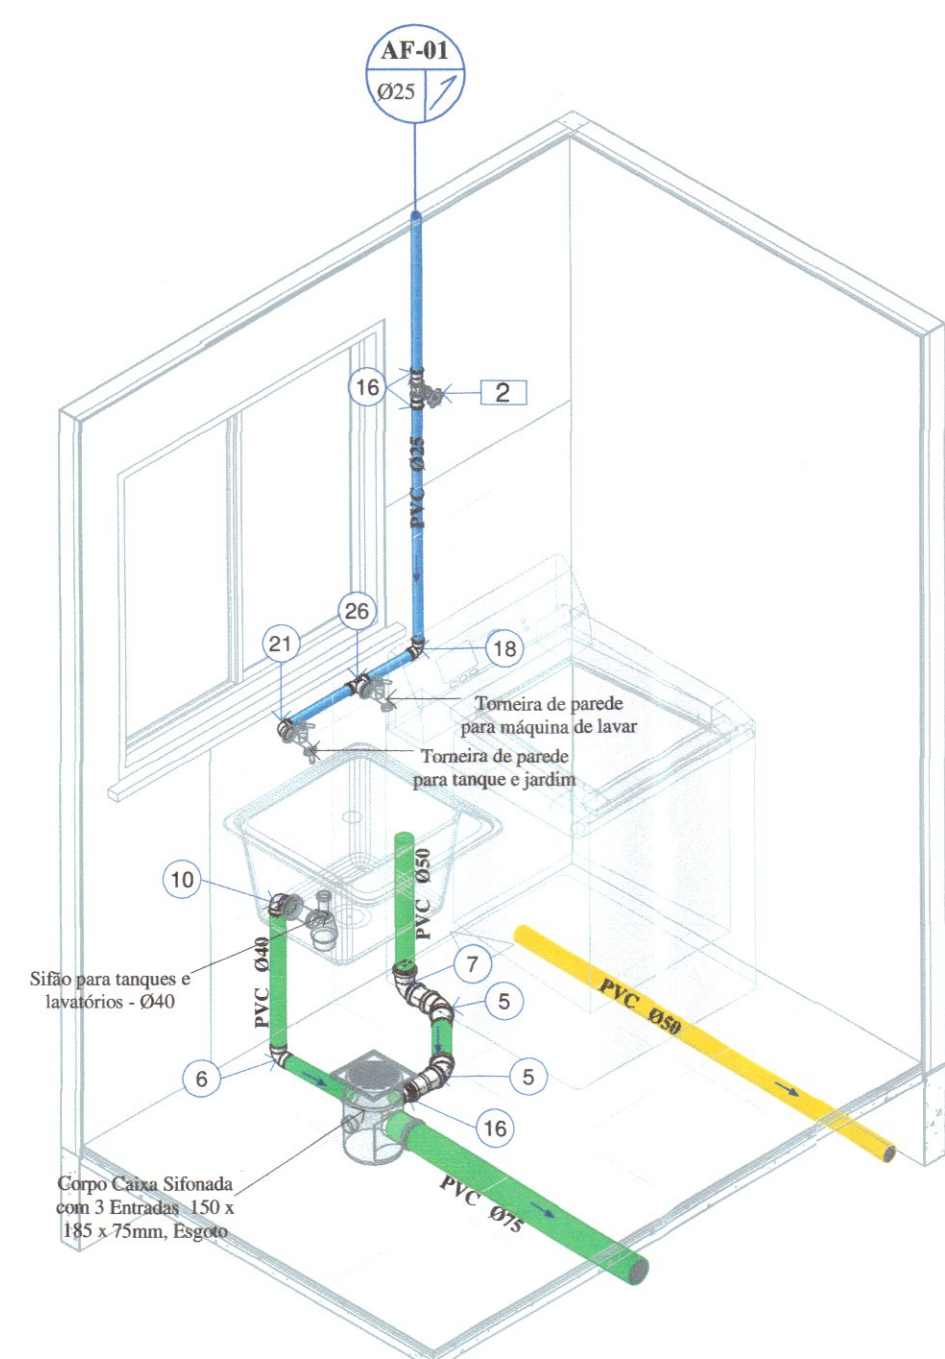 AF-01
Ø25
16
2
PVC Ø25
26
21
18
Torneira de parede
para máquina de lavar
Torneira de parede
para tanque e jardim
10
PVC Ø50
PVC Ø40
Sifão para tanques e
lavatórios - Ø40
7
5
PVC Ø50
6
5
16
Corpo Caixa Sifonada
com 3 Entradas 150 x
185 x 75mm, Esgoto
PVC Ø75